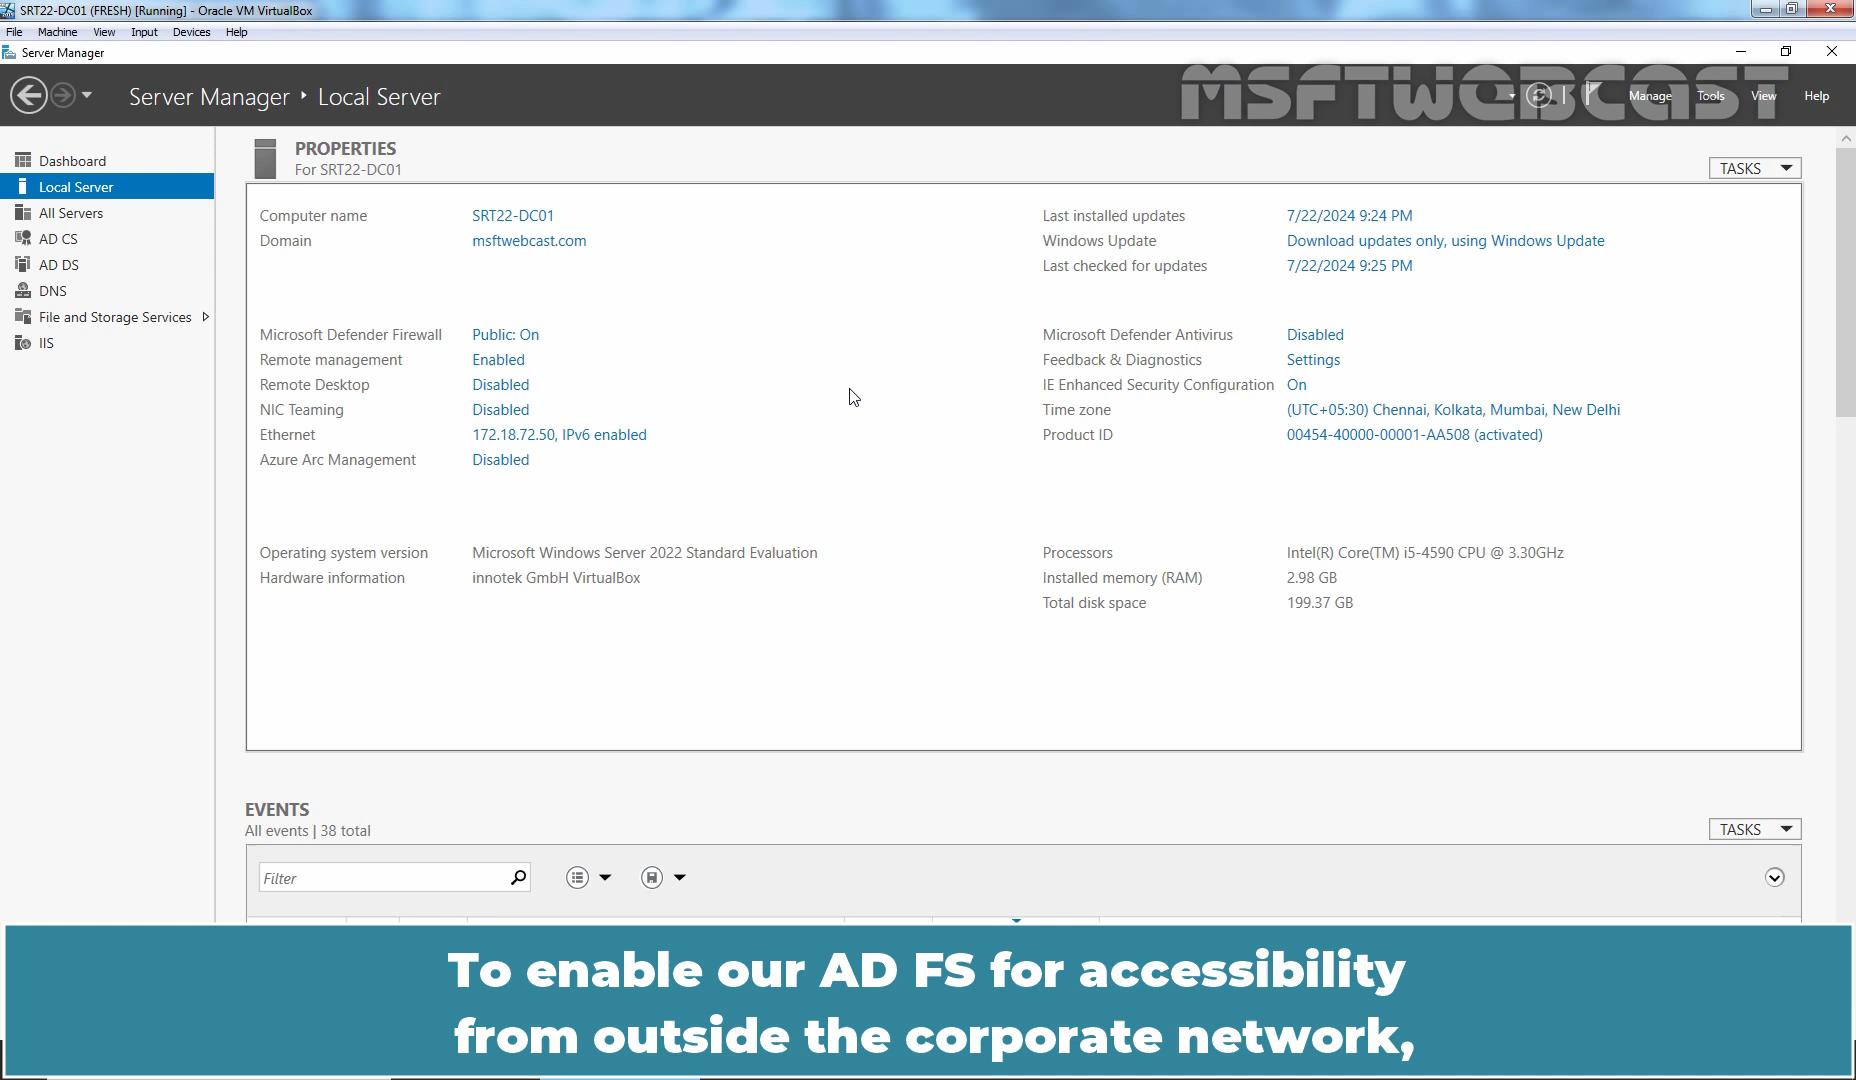 SRT22-DC01 (FRESH) [Running] - Oracle VM VirtualBox
File Machine View Input Devices Help
Server Manager
Server Manager ‣ Local Server
MSFTWEBCAST
Manage Tools View Help
Dashboard
Local Server
All Servers
AD CS
AD DS
DNS
File and Storage Services
IIS
PROPERTIES
For SRT22-DC01
TASKS
Computer name SRT22-DC01
Domain msftwebcast.com
Last installed updates 7/22/2024 9:24 PM
Windows Update Download updates only, using Windows Update
Last checked for updates 7/22/2024 9:25 PM
Microsoft Defender Firewall Public: On
Remote management Enabled
Remote Desktop Disabled
NIC Teaming Disabled
Ethernet 172.18.72.50, IPv6 enabled
Azure Arc Management Disabled
Microsoft Defender Antivirus Disabled
Feedback & Diagnostics Settings
IE Enhanced Security Configuration On
Time zone (UTC+05:30) Chennai, Kolkata, Mumbai, New Delhi
Product ID 00454-40000-00001-AA508 (activated)
Operating system version Microsoft Windows Server 2022 Standard Evaluation
Hardware information innotek GmbH VirtualBox
Processors Intel(R) Core(TM) i5-4590 CPU @ 3.30GHz
Installed memory (RAM) 2.98 GB
Total disk space 199.37 GB
EVENTS
All events | 38 total
TASKS
Filter
To enable our AD FS for accessibility
from outside the corporate network,